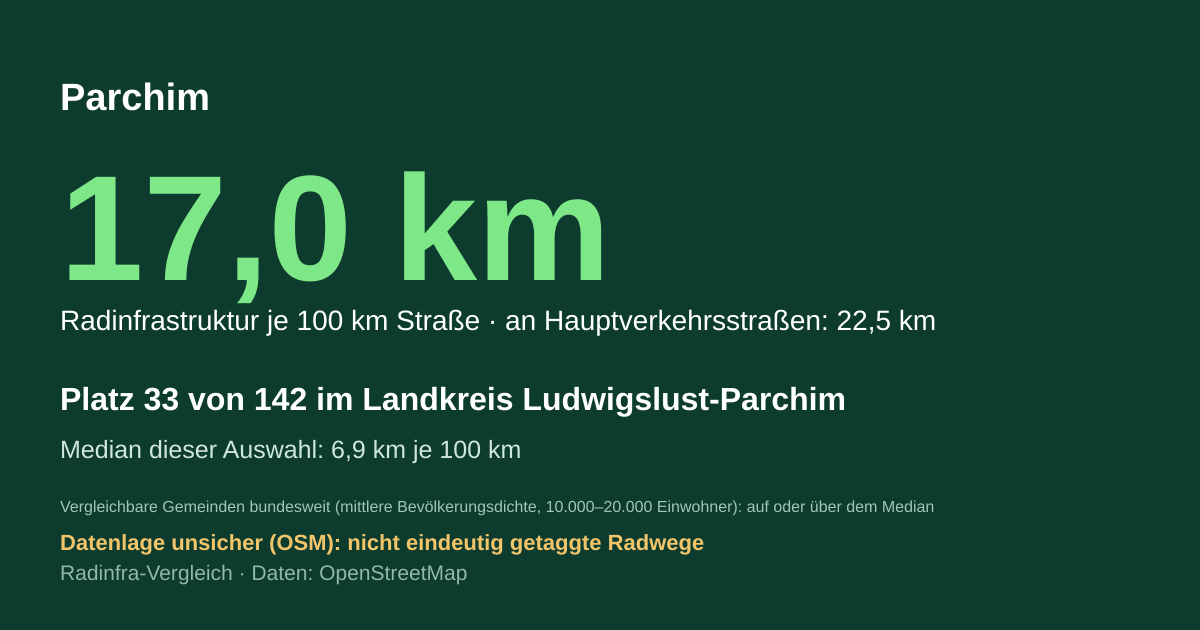 Parchim
17,0 km
Radinfrastruktur je 100 km Straße · an Hauptverkehrsstraßen: 22,5 km
Platz 33 von 142 im Landkreis Ludwigslust-Parchim
Median dieser Auswahl: 6,9 km je 100 km
Vergleichbare Gemeinden bundesweit (mittlere Bevölkerungsdichte, 10.000–20.000 Einwohner): auf oder über dem Median
Datenlage unsicher (OSM): nicht eindeutig getaggte Radwege
Radinfra-Vergleich · Daten: OpenStreetMap